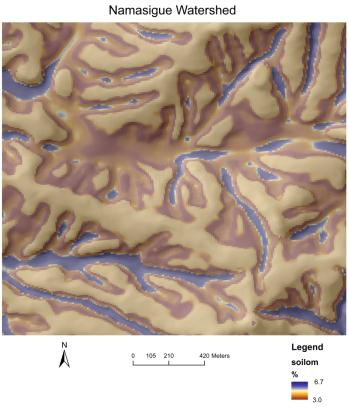 Namasigue Watershed
N
0 105 210 420 Meters
Legend
soilom
%
6.7
3.0